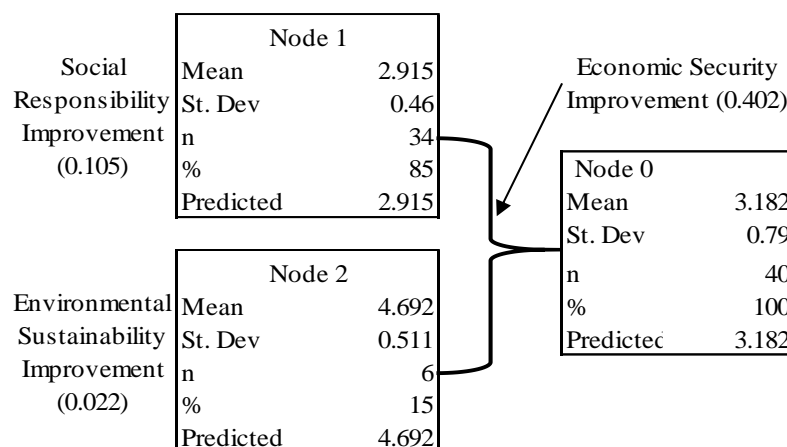 Social
Responsibility
Improvement
(0.105)
Node 1
Mean 2.915
St. Dev 0.46
n 34
% 85
Predicted 2.915
Economic Security
Improvement (0.402)
Node 0
Mean 3.182
St. Dev 0.79
n 40
% 100
Predicted 3.182
Environmental
Sustainability
Improvement
(0.022)
Node 2
Mean 4.692
St. Dev 0.511
n 6
% 15
Predicted 4.692